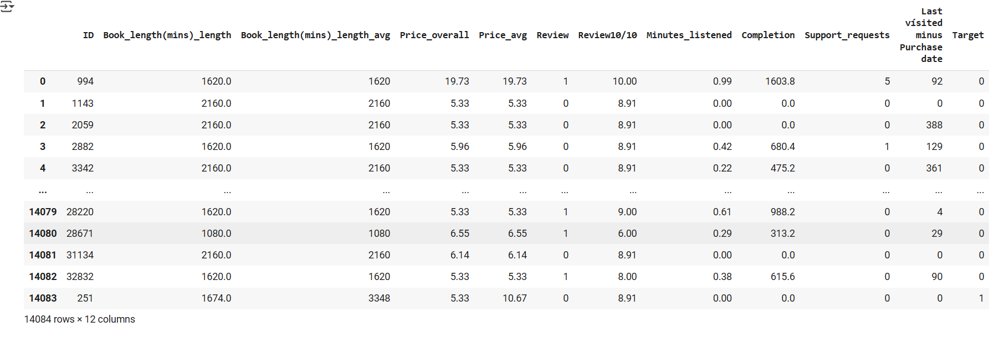 Last
vísited
minus
Purchase
date
ID Book_length(mins)_length Book_length(mins)_length_avg Price_overall Price_avg Review Review10/10 Minutes_listened Completion Support_requests Target
0 994 1620.0 1620 19.73 19.73 1 10.00 0.99 1603.8 5 92 0
1 1143 2160.0 2160 5.33 5.33 0 8.91 0.00 0.0 0 0 0
2 2059 2160.0 2160 5.33 5.33 0 8.91 0.00 0.0 0 388 0
3 2882 1620.0 1620 5.96 5.96 0 8.91 0.42 680.4 1 129 0
4 3342 2160.0 2160 5.33 5.33 0 8.91 0.22 475.2 0 361 0
... ... ... ... ... ... ... ... ... ... ... ... ...
14079 28220 1620.0 1620 5.33 5.33 1 9.00 0.61 988.2 0 4 0
14080 28671 1080.0 1080 6.55 6.55 1 6.00 0.29 313.2 0 29 0
14081 31134 2160.0 2160 6.14 6.14 0 8.91 0.00 0.0 0 0 0
14082 32832 1620.0 1620 5.33 5.33 1 8.00 0.38 615.6 0 90 0
14083 251 1674.0 3348 5.33 10.67 0 8.91 0.00 0.0 0 0 1
14084 rows × 12 columns